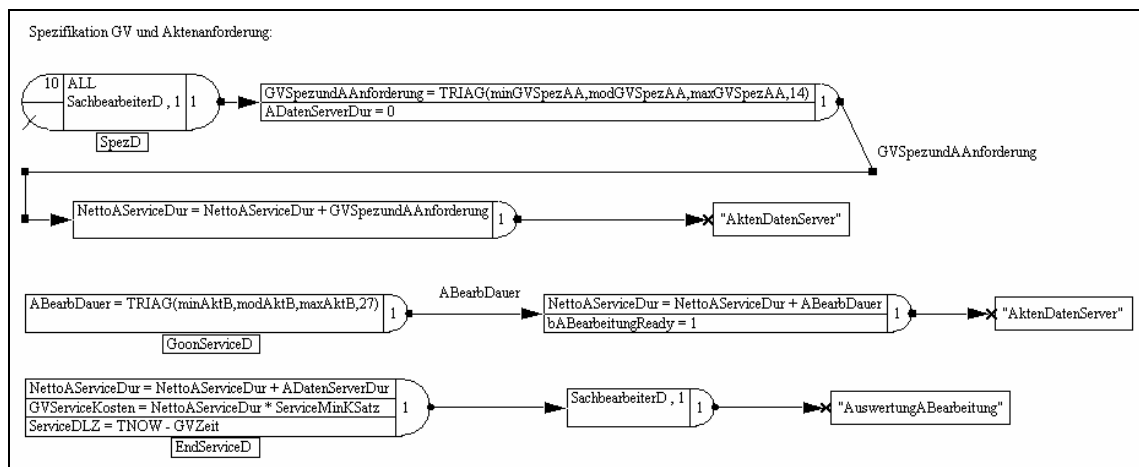 Spezifikation GV und Aktenanforderung:
10 ALL
SachbearbeiterD , 1 1
SpezD
GVSpezundAAnforderung = TRIAG(minGVSpezAA,modGVSpezAA,maxGVSpezAA,14) 1
ADatenServerDur = 0
GVSpezundAAnforderung
NettoAServiceDur = NettoAServiceDur + GVSpezundAAnforderung 1
"AktenDatenServer"
ABearbDauer = TRIAG(minAktB,modAktB,maxAktB,27) 1
GoonServiceD
ABearbDauer
NettoAServiceDur = NettoAServiceDur + ABearbDauer 1
bABearbeitungReady = 1
"AktenDatenServer"
NettoAServiceDur = NettoAServiceDur + ADatenServerDur
GVServiceKosten = NettoAServiceDur * ServiceMinKSatz 1
ServiceDLZ = TNOW - GVZeit
EndServiceD
SachbearbeiterD , 1 1
"AuswertungABearbeitung"